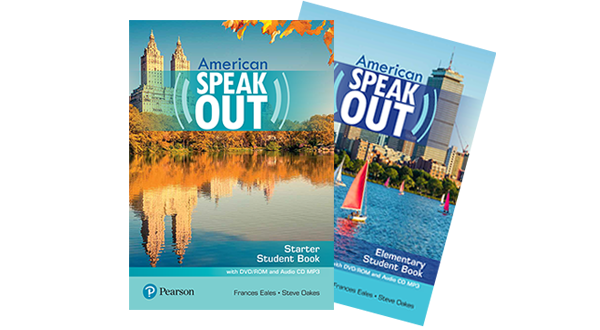 American
SPEAK
OUT
Starter
Student Book
with DVD/ROM and Audio CD MP3
Pearson
Frances Eales • Steve Oakes
American
SPEAK
OUT
Elementary
Student Book
with DVD/ROM and Audio CD MP3
Frances Eales • Steve Oakes